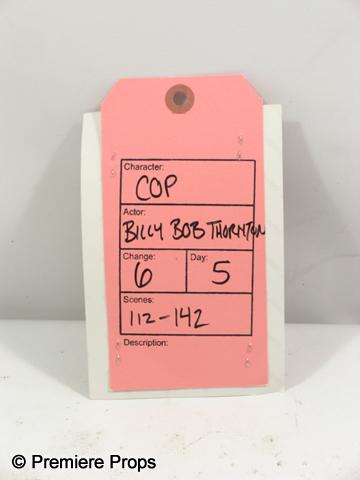 Character:
COP
Actor:
BILLY BOB THORNTON
Change: Day:
6 5
Scenes:
112-142
Description:
© Premiere Props